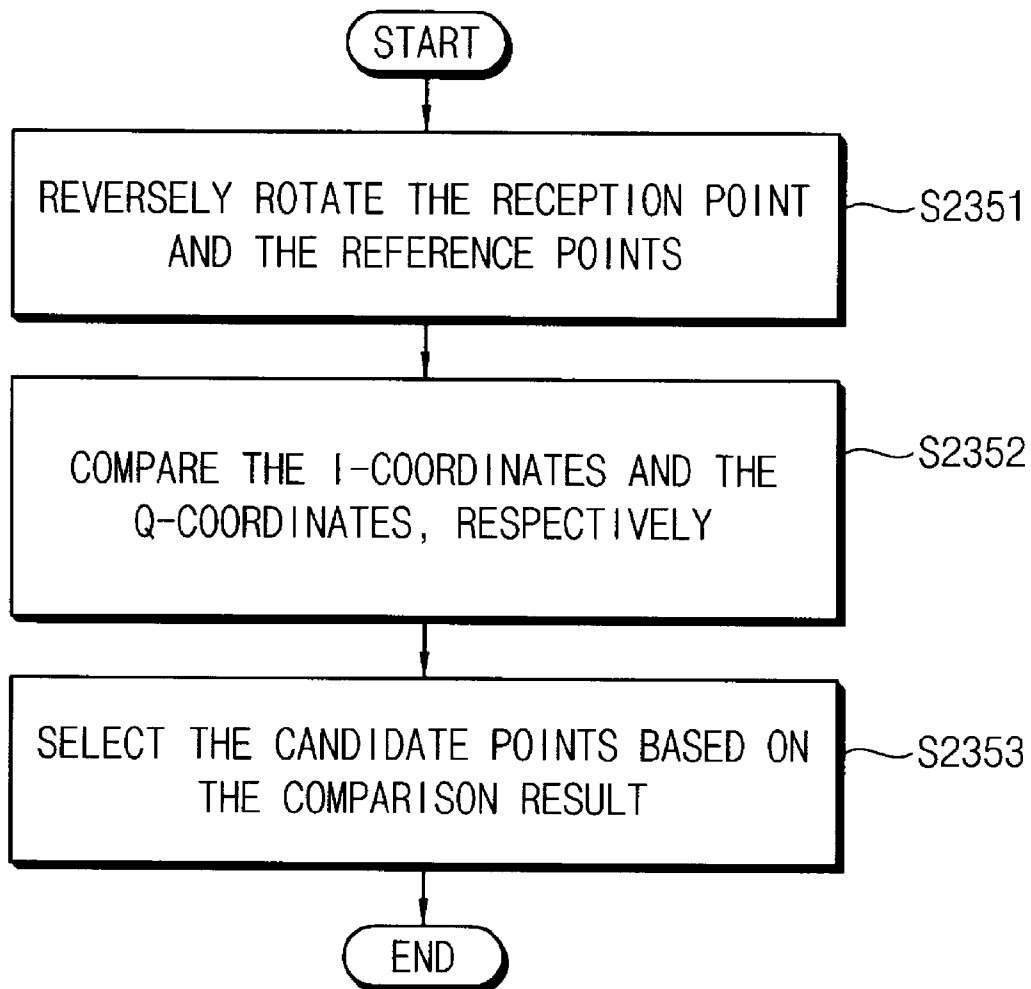 START
REVERSELY ROTATE THE RECEPTION POINT
AND THE REFERENCE POINTS
S2351
COMPARE THE I-COORDINATES AND THE
Q-COORDINATES, RESPECTIVELY
S2352
SELECT THE CANDIDATE POINTS BASED ON
THE COMPARISON RESULT
S2353
END